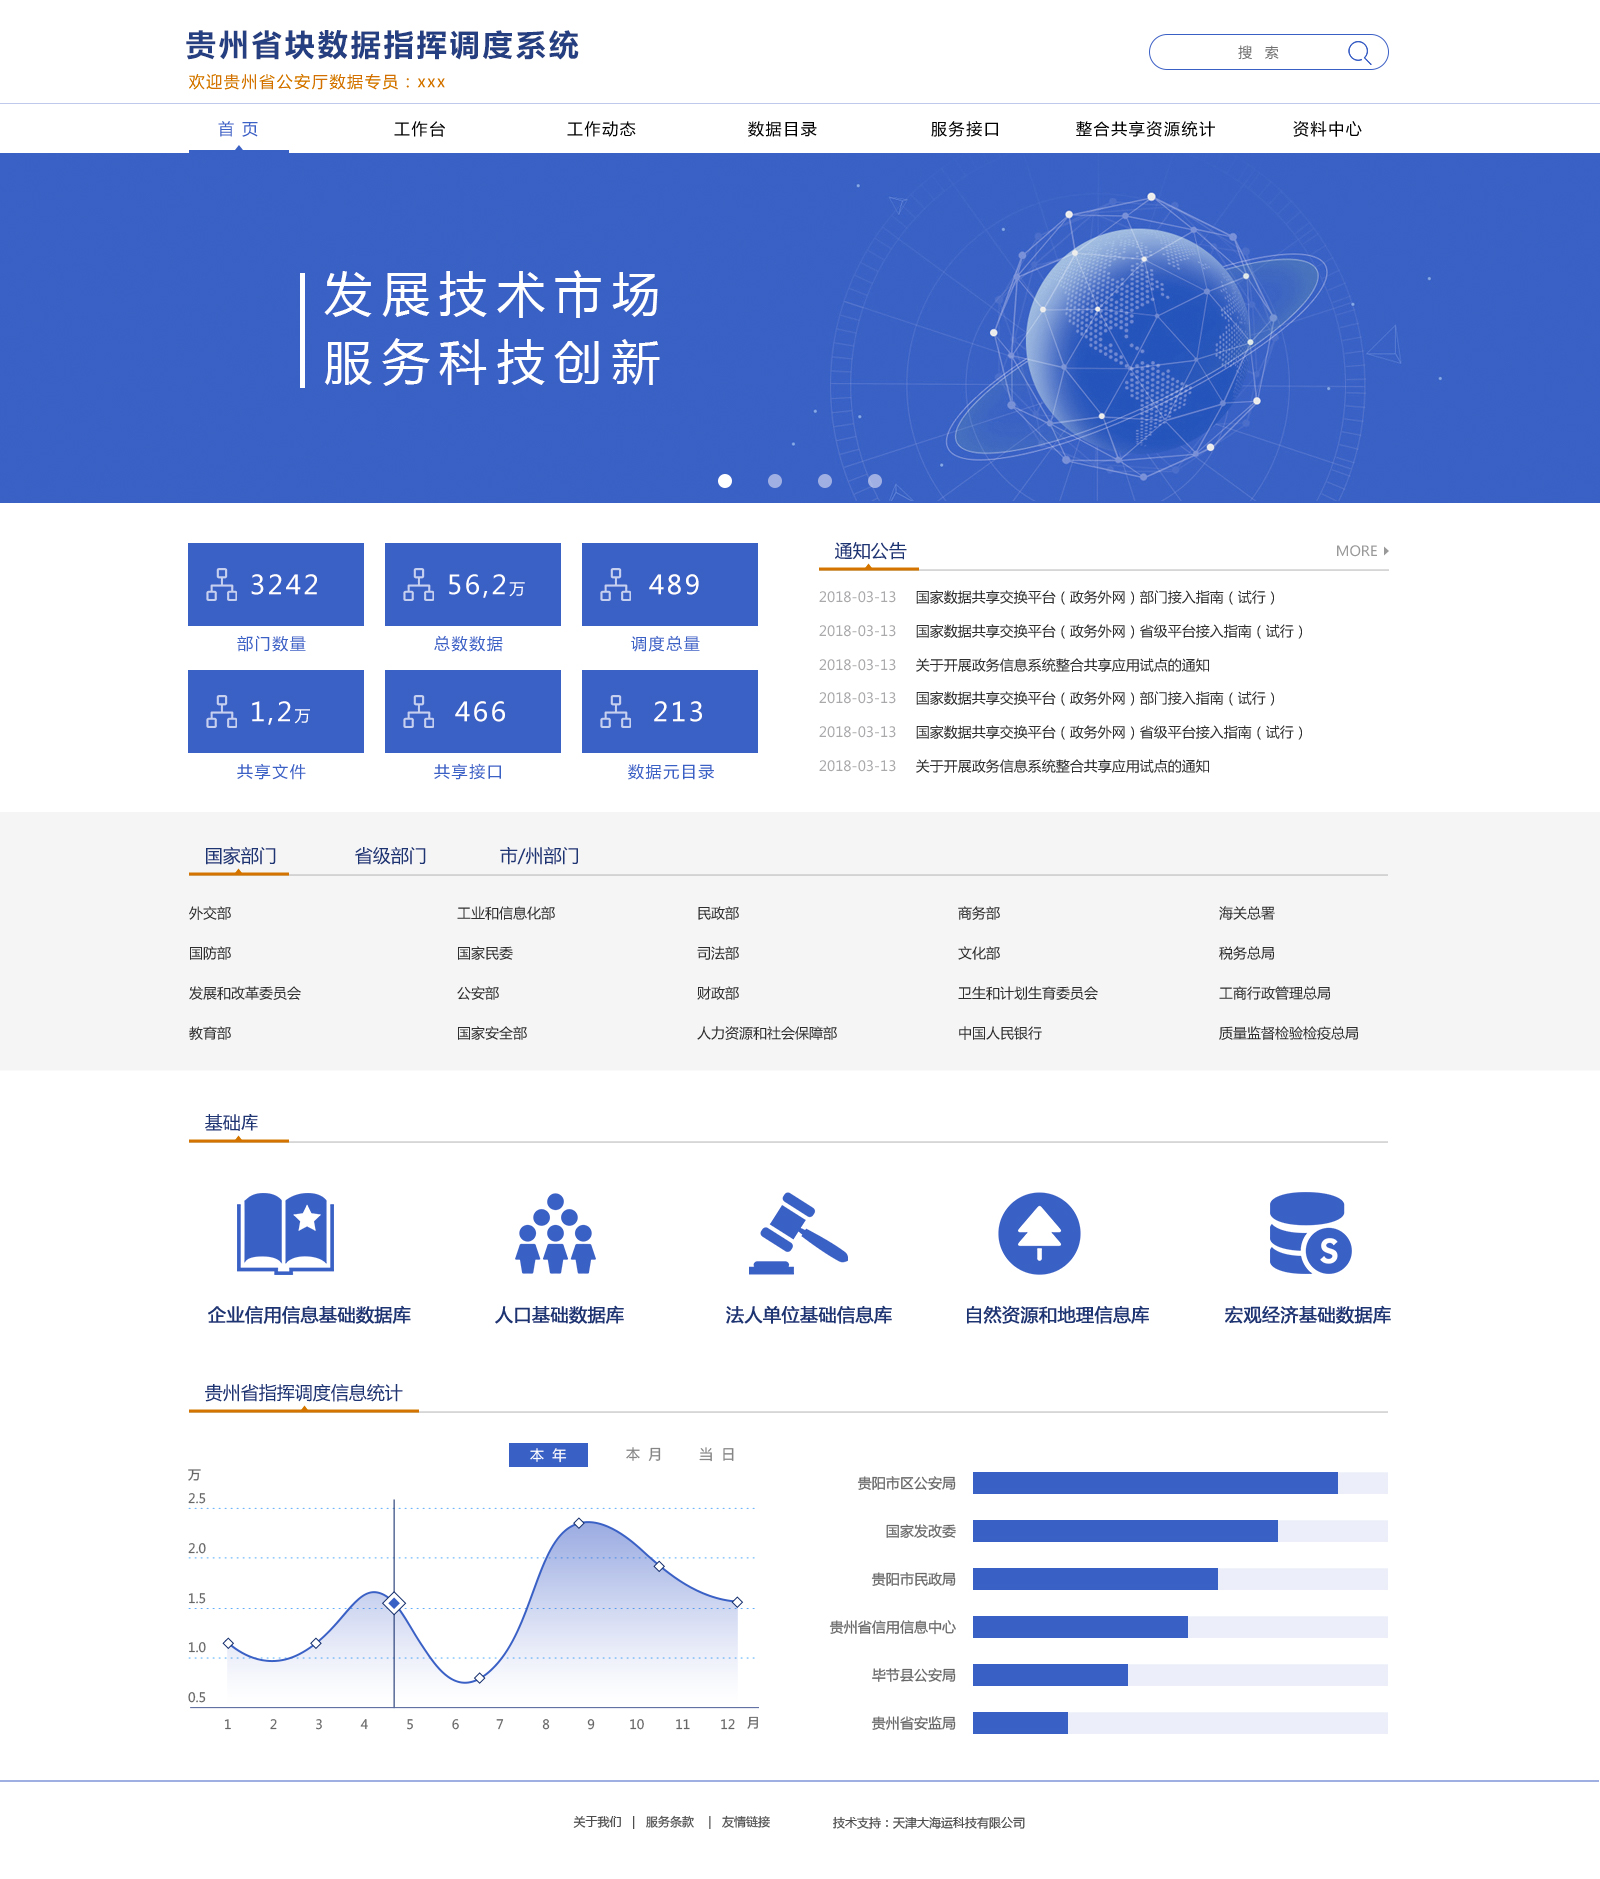 贵州省块数据指挥调度系统
欢迎贵州省公安厅数据专员：xxx
搜 索
首 页 工作台 工作动态 数据目录 服务接口 整合共享资源统计 资料中心
发展技术市场
服务科技创新
3242 56,2万 489
部门数量 总数数据 调度总量
1,2万 466 213
共享文件 共享接口 数据元目录
通知公告 MORE
2018-03-13 国家数据共享交换平台（政务外网）部门接入指南（试行）
2018-03-13 国家数据共享交换平台（政务外网）省级平台接入指南（试行）
2018-03-13 关于开展政务信息系统整合共享应用试点的通知
2018-03-13 国家数据共享交换平台（政务外网）部门接入指南（试行）
2018-03-13 国家数据共享交换平台（政务外网）省级平台接入指南（试行）
2018-03-13 关于开展政务信息系统整合共享应用试点的通知
国家部门 省级部门 市/州部门
外交部 工业和信息化部 民政部 商务部 海关总署
国防部 国家民委 司法部 文化部 税务总局
发展和改革委员会 公安部 财政部 卫生和计划生育委员会 工商行政管理总局
教育部 国家安全部 人力资源和社会保障部 中国人民银行 质量监督检验检疫总局
基础库
企业信用信息基础数据库 人口基础数据库 法人单位基础信息库 自然资源和地理信息库 宏观经济基础数据库
贵州省指挥调度信息统计
本 年 本 月 当 日
万
2.5
2.0
1.5
1.0
0.5
1 2 3 4 5 6 7 8 9 10 11 12 月
贵阳市区公安局
国家发改委
贵阳市民政局
贵州省信用信息中心
毕节县公安局
贵州省安监局
关于我们 | 服务条款 | 友情链接 技术支持：天津大海运科技有限公司